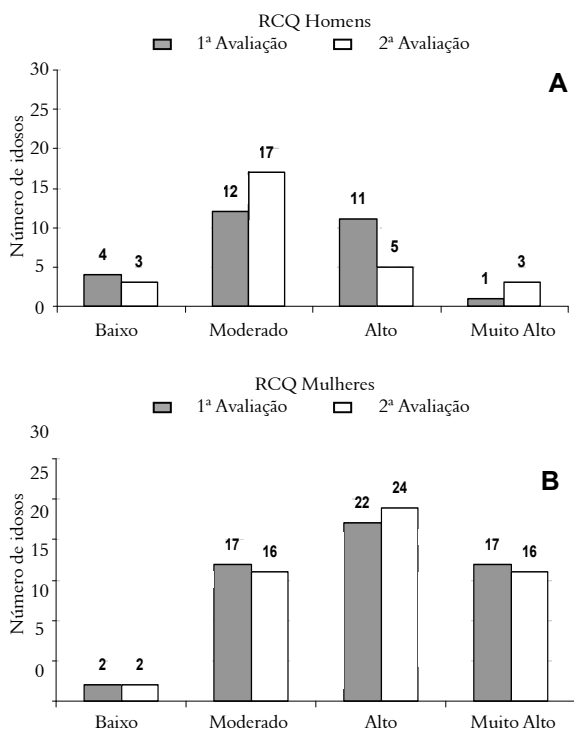 RCQ Homens
1ª Avaliação 2ª Avaliação
A
Número de idosos
30
25
20
15
10
5
0
4 3 12 17 11 5 1 3
Baixo Moderado Alto Muito Alto
RCQ Mulheres
1ª Avaliação 2ª Avaliação
B
Número de idosos
30
25
20
15
10
5
0
2 2 17 16 22 24 17 16
Baixo Moderado Alto Muito Alto